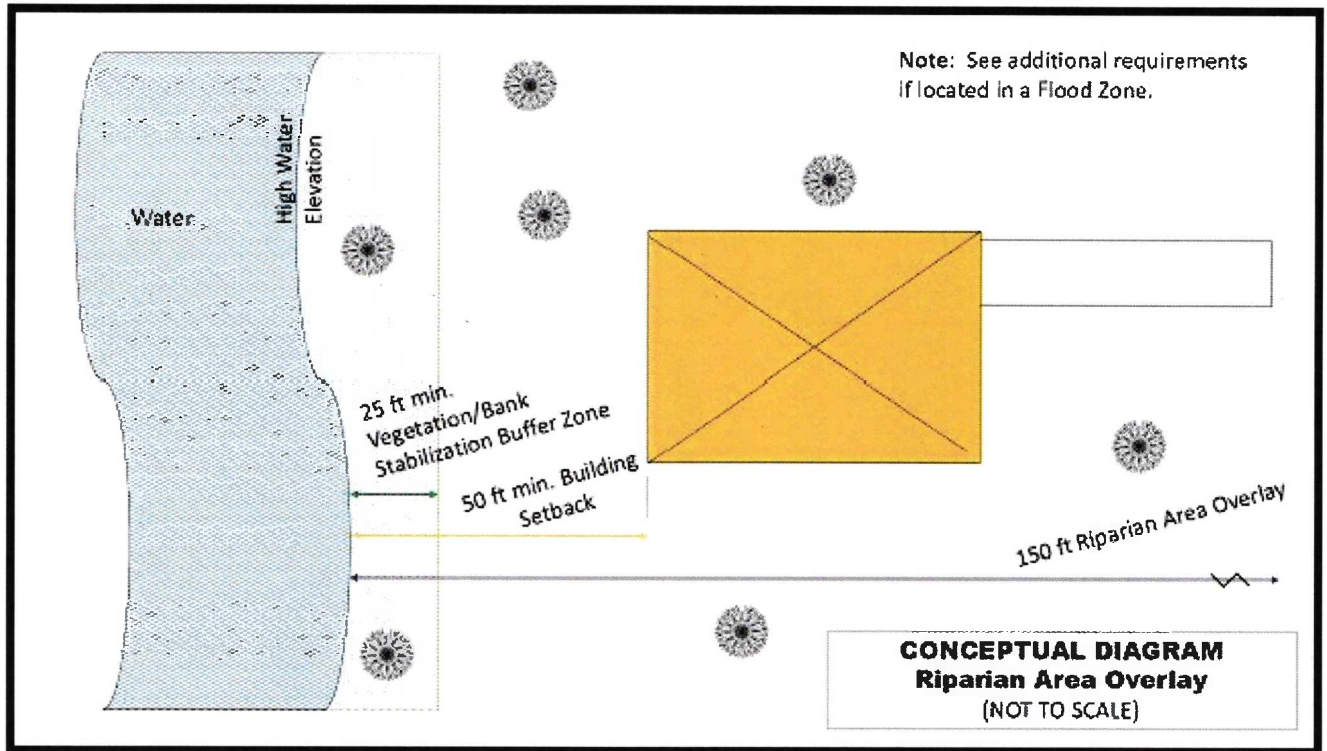 Note: See additional requirements
if located in a Flood Zone.
High Water
Elevation
Water
25 ft min.
Vegetation/Bank
Stabilization Buffer Zone
50 ft min. Building
Setback
150 ft Riparian Area Overlay
CONCEPTUAL DIAGRAM
Riparian Area Overlay
(NOT TO SCALE)